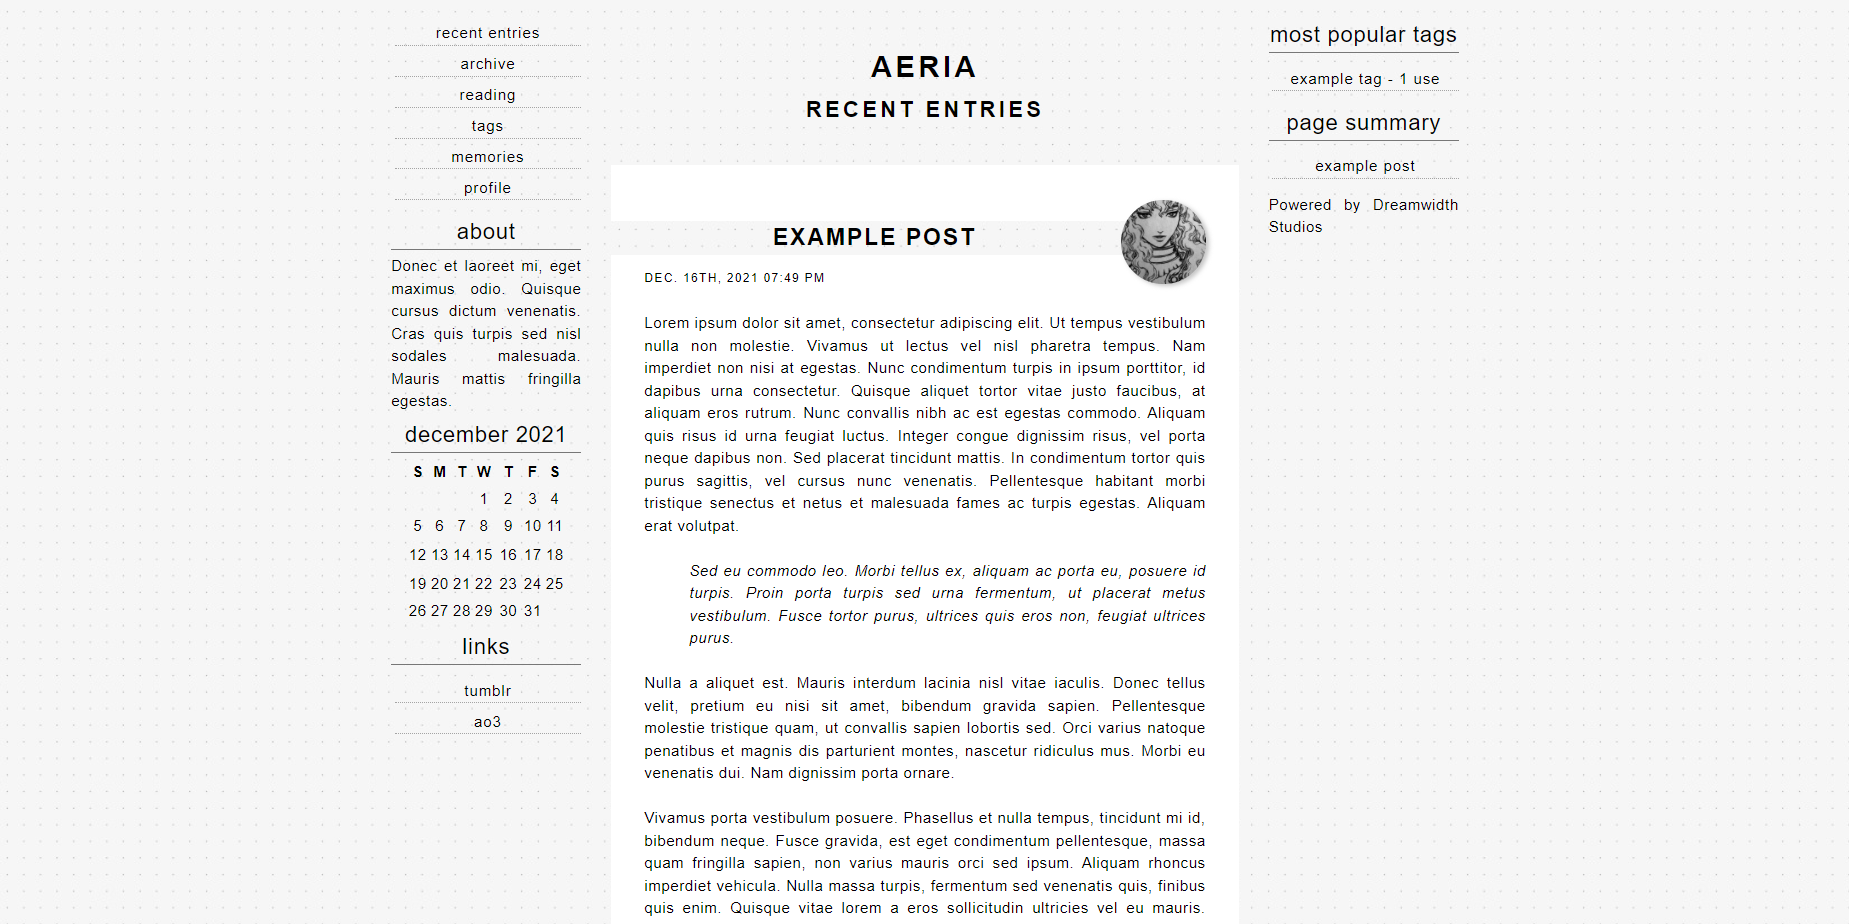 recent entries
archive
reading
tags
memories
profile
about
Donec et laoreet mi, eget
maximus odio. Quisque
cursus dictum venenatis.
Cras quis turpis sed nisl
sodales malesuada.
Mauris mattis fringilla
egestas.
december 2021
S M T W T F S
1 2 3 4
5 6 7 8 9 10 11
12 13 14 15 16 17 18
19 20 21 22 23 24 25
26 27 28 29 30 31
links
tumblr
ao3
AERIA
RECENT ENTRIES
EXAMPLE POST
DEC. 16TH, 2021 07:49 PM
Lorem ipsum dolor sit amet, consectetur adipiscing elit. Ut tempus vestibulum
nulla non molestie. Vivamus ut lectus vel nisl pharetra tempus. Nam
imperdiet non nisi at egestas. Nunc condimentum turpis in ipsum porttitor, id
dapibus urna consectetur. Quisque aliquet tortor vitae justo faucibus, at
aliquam eros rutrum. Nunc convallis nibh ac est egestas commodo. Aliquam
quis risus id urna feugiat luctus. Integer congue dignissim risus, vel porta
neque dapibus non. Sed placerat tincidunt mattis. In condimentum tortor quis
purus sagittis, vel cursus nunc venenatis. Pellentesque habitant morbi
tristique senectus et netus et malesuada fames ac turpis egestas. Aliquam
erat volutpat.
Sed eu commodo leo. Morbi tellus ex, aliquam ac porta eu, posuere id
turpis. Proin porta turpis sed urna fermentum, ut placerat metus
vestibulum. Fusce tortor purus, ultrices quis eros non, feugiat ultrices
purus.
Nulla a aliquet est. Mauris interdum lacinia nisl vitae iaculis. Donec tellus
velit, pretium eu nisi sit amet, bibendum gravida sapien. Pellentesque
molestie tristique quam, ut convallis sapien lobortis sed. Orci varius natoque
penatibus et magnis dis parturient montes, nascetur ridiculus mus. Morbi eu
venenatis dui. Nam dignissim porta ornare.
Vivamus porta vestibulum posuere. Phasellus et nulla tempus, tincidunt mi id,
bibendum neque. Fusce gravida, est eget condimentum pellentesque, massa
quam fringilla sapien, non varius mauris orci sed ipsum. Aliquam rhoncus
imperdiet vehicula. Nulla massa turpis, fermentum sed venenatis quis, finibus
quis enim. Quisque vitae lorem a eros sollicitudin ultricies vel eu mauris.
most popular tags
example tag - 1 use
page summary
example post
Powered by Dreamwidth
Studios